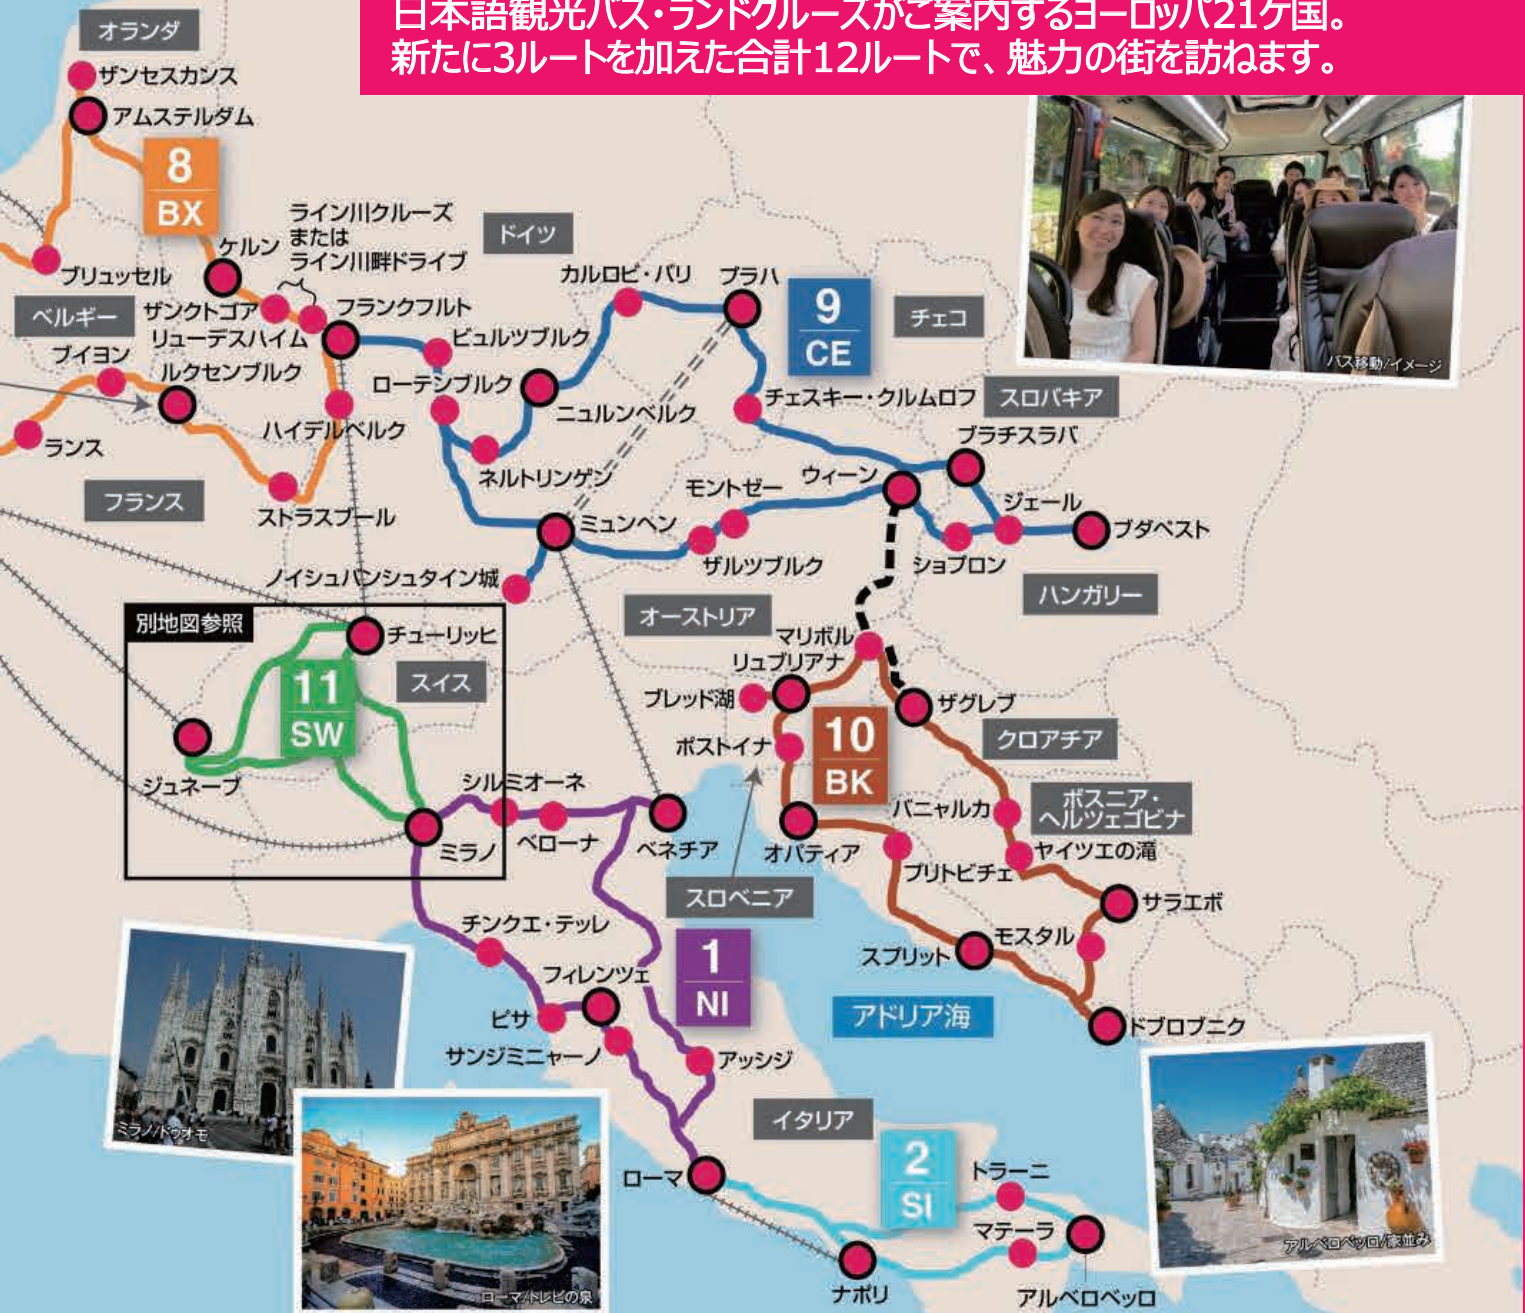 日本語観光バス・ランドクルーズがご案内するヨーロッパ21ケ国。
新たに3ルートを加えた合計12ルートで、魅力の街を訪ねます。
オランダ
ザンセスカンス
アムステルダム
8
BX
ブリュッセル
ベルギー
ケルン
ライン川クルーズ
または
ライン川畔ドライブ
ザンクトゴア
リューデスハイム
フランクフルト
ドイツ
カルロビ・バリ
プラハ
9
CE
チェコ
バス移動/イメージ
ブイヨン
ルクセンブルク
ビュルツブルク
ローテンブルク
ニュルンベルク
チェスキー・クルムロフ
スロバキア
ブラチスラバ
ランス
ハイデルベルク
ネルトリンゲン
フランス
ストラスブール
モントゼー
ウィーン
ジェール
ブダペスト
ミュンヘン
ザルツブルク
ショプロン
ノイシュバンシュタイン城
ハンガリー
オーストリア
別地図参照
チューリッヒ
スイス
11
SW
ジュネーブ
マリボル
リュブリアナ
ブレッド湖
ザグレブ
ポストイナ
10
BK
クロアチア
シルミオーネ
ミラノ
ベローナ
ベネチア
オパティア
バニャルカ
ボスニア・
ヘルツェゴビナ
ヤイツエの滝
プリトビチェ
スロベニア
サラエボ
チンクエ・テッレ
モスタル
スプリット
1
NI
フィレンツェ
ピサ
アドリア海
ドブロブニク
サンジミニャーノ
アッシジ
ミラノ/ドゥオモ
イタリア
2
SI
トラーニ
ローマ
マテーラ
アルベロベッロ/家並み
ナポリ
アルベロベッロ
ローマ/トレビの泉